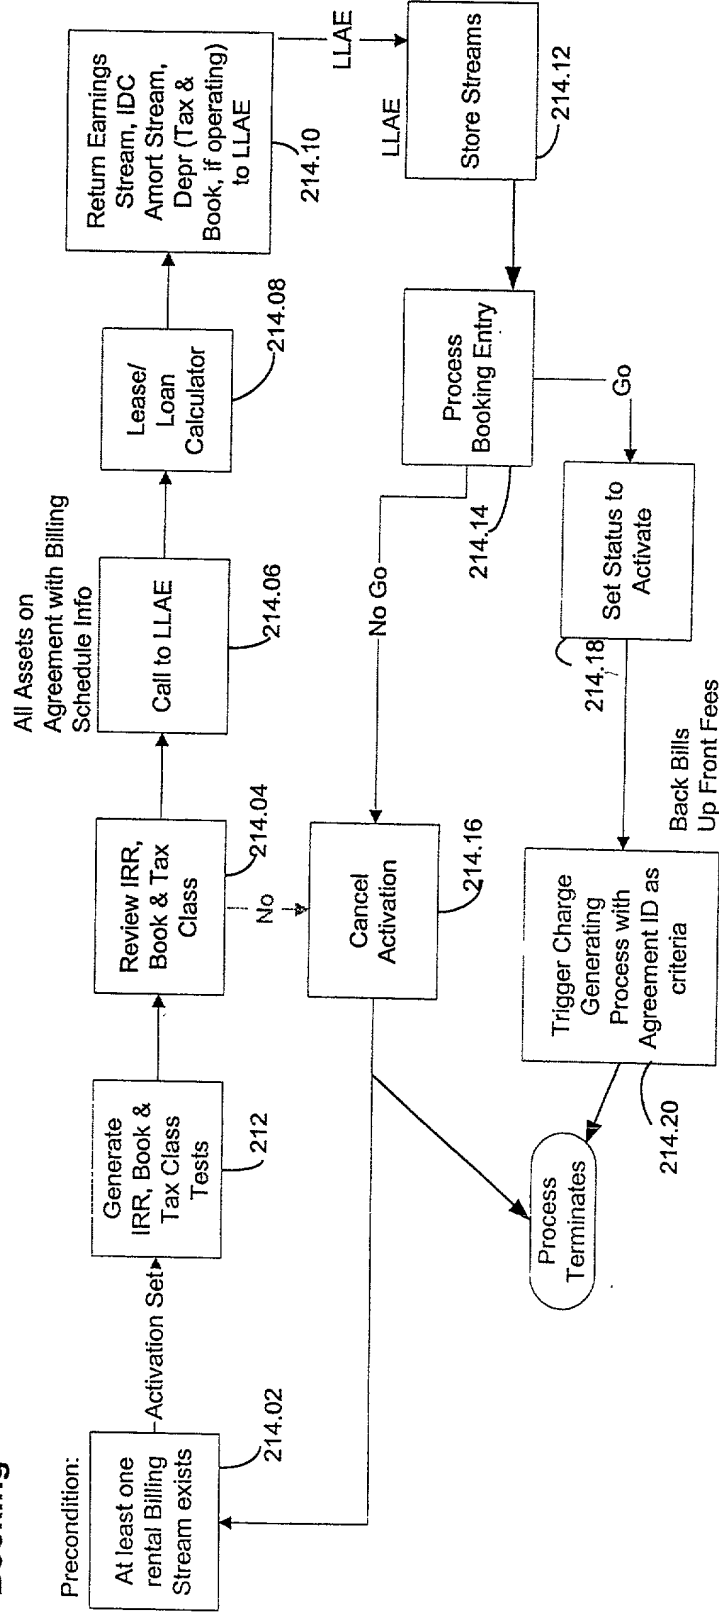 Precondition:
At least one
rental Billing
Stream exists
214.02
Activation Set
Generate
IRR, Book &
Tax Class
Tests
212
Review IRR,
Book & Tax
Class
214.04
No
All Assets on
Agreement with Billing
Schedule Info
Call to LLAE
214.06
Lease/
Loan
Calculator
214.08
Return Earnings
Stream, IDC
Amort Stream,
Depr (Tax &
Book, if operating)
to LLAE
214.10
LLAE
LLAE
Store Streams
214.12
Process
Booking Entry
214.14
No Go
Go
Cancel
Activation
214.16
Set Status to
Activate
214.18
Back Bills
Up Front Fees
Trigger Charge
Generating
Process with
Agreement ID as
criteria
214.20
Process
Terminates